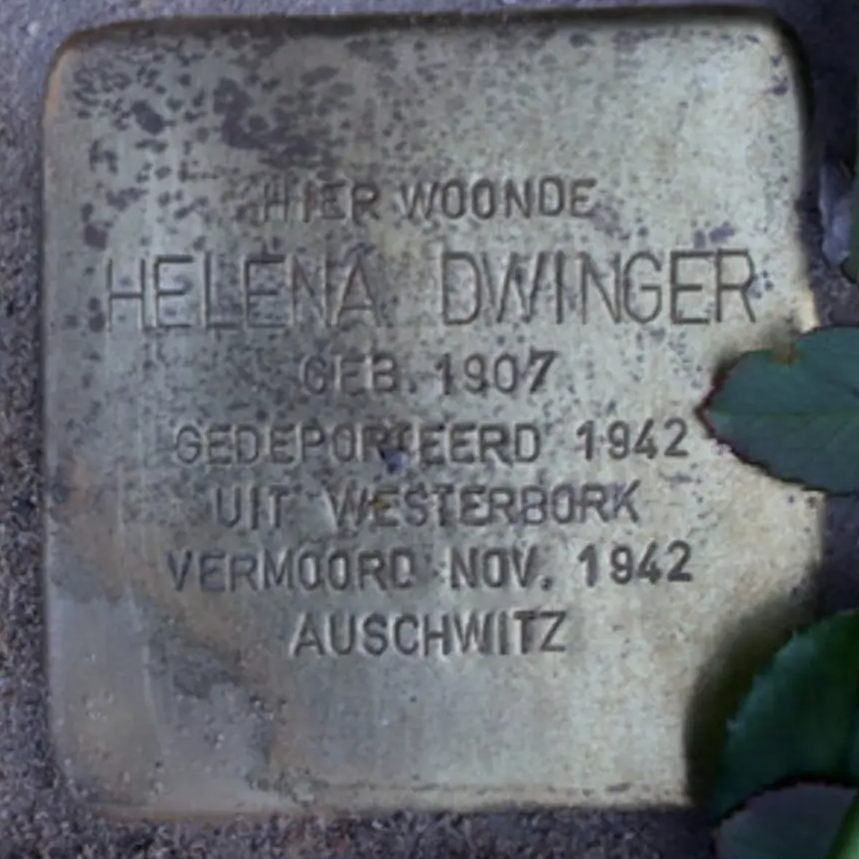 HIER WOONDE
HELENA DWINGER
GEB. 1907
GEDEPORTEERD 1942
UIT WESTERBORK
VERMOORD NOV. 1942
AUSCHWITZ